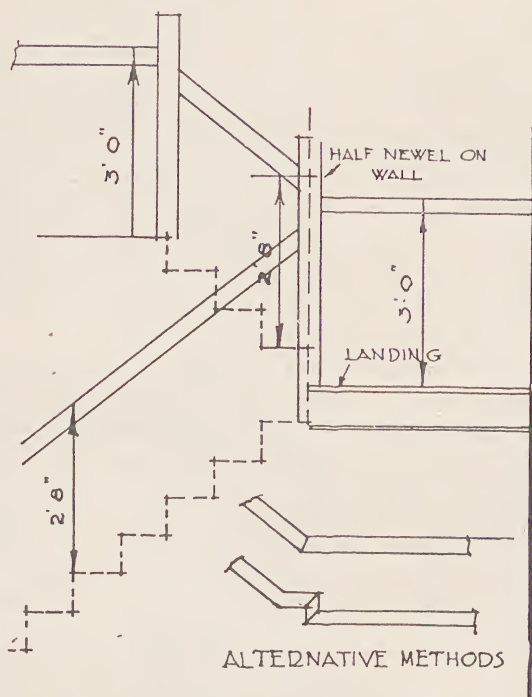 3'0"
HALF NEWEL ON
WALL
2'8"
3'0"
LANDING
2'8"
ALTERNATIVE METHODS